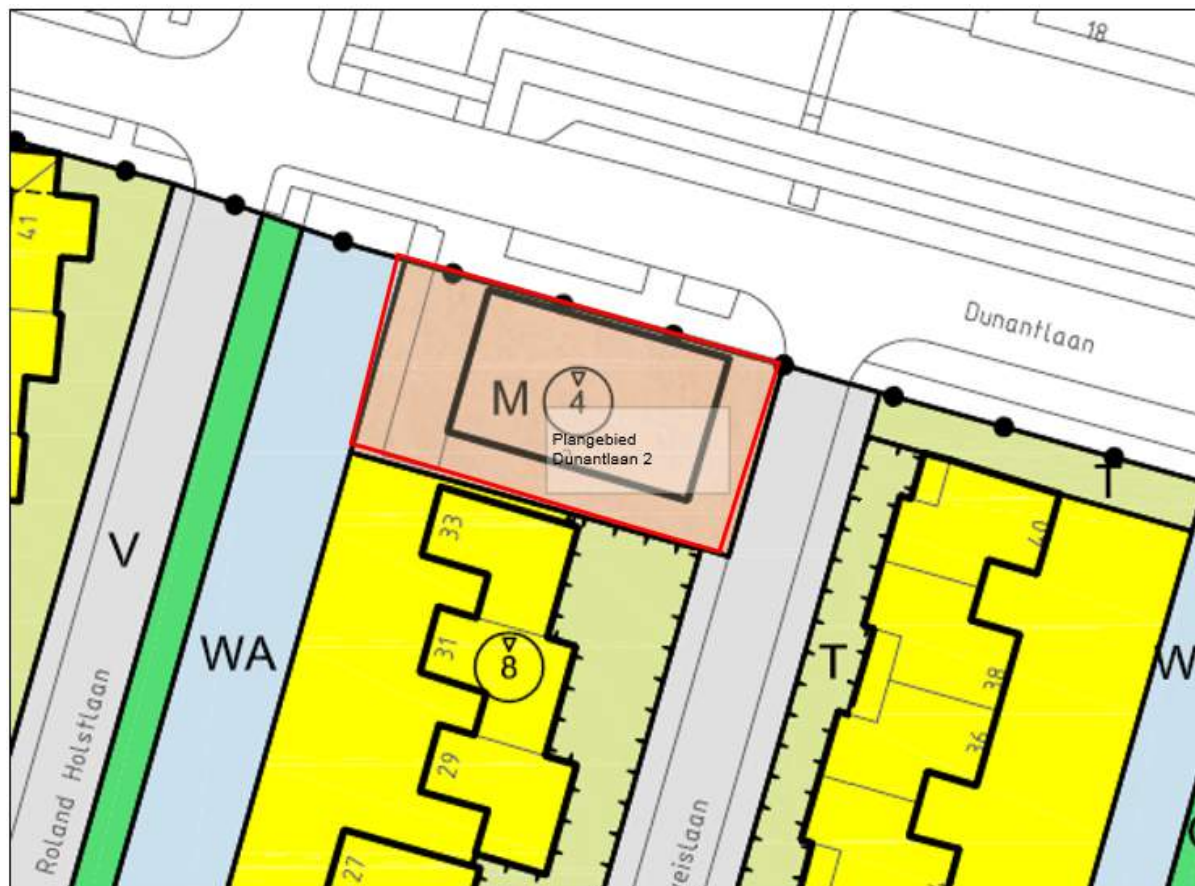 18
41
Dunantlaan
M
4
Plangebied
Dunantlaan 2
T
V
33
40
WA
31
8
T
38
W
36
29
Roland Holstlaan
27